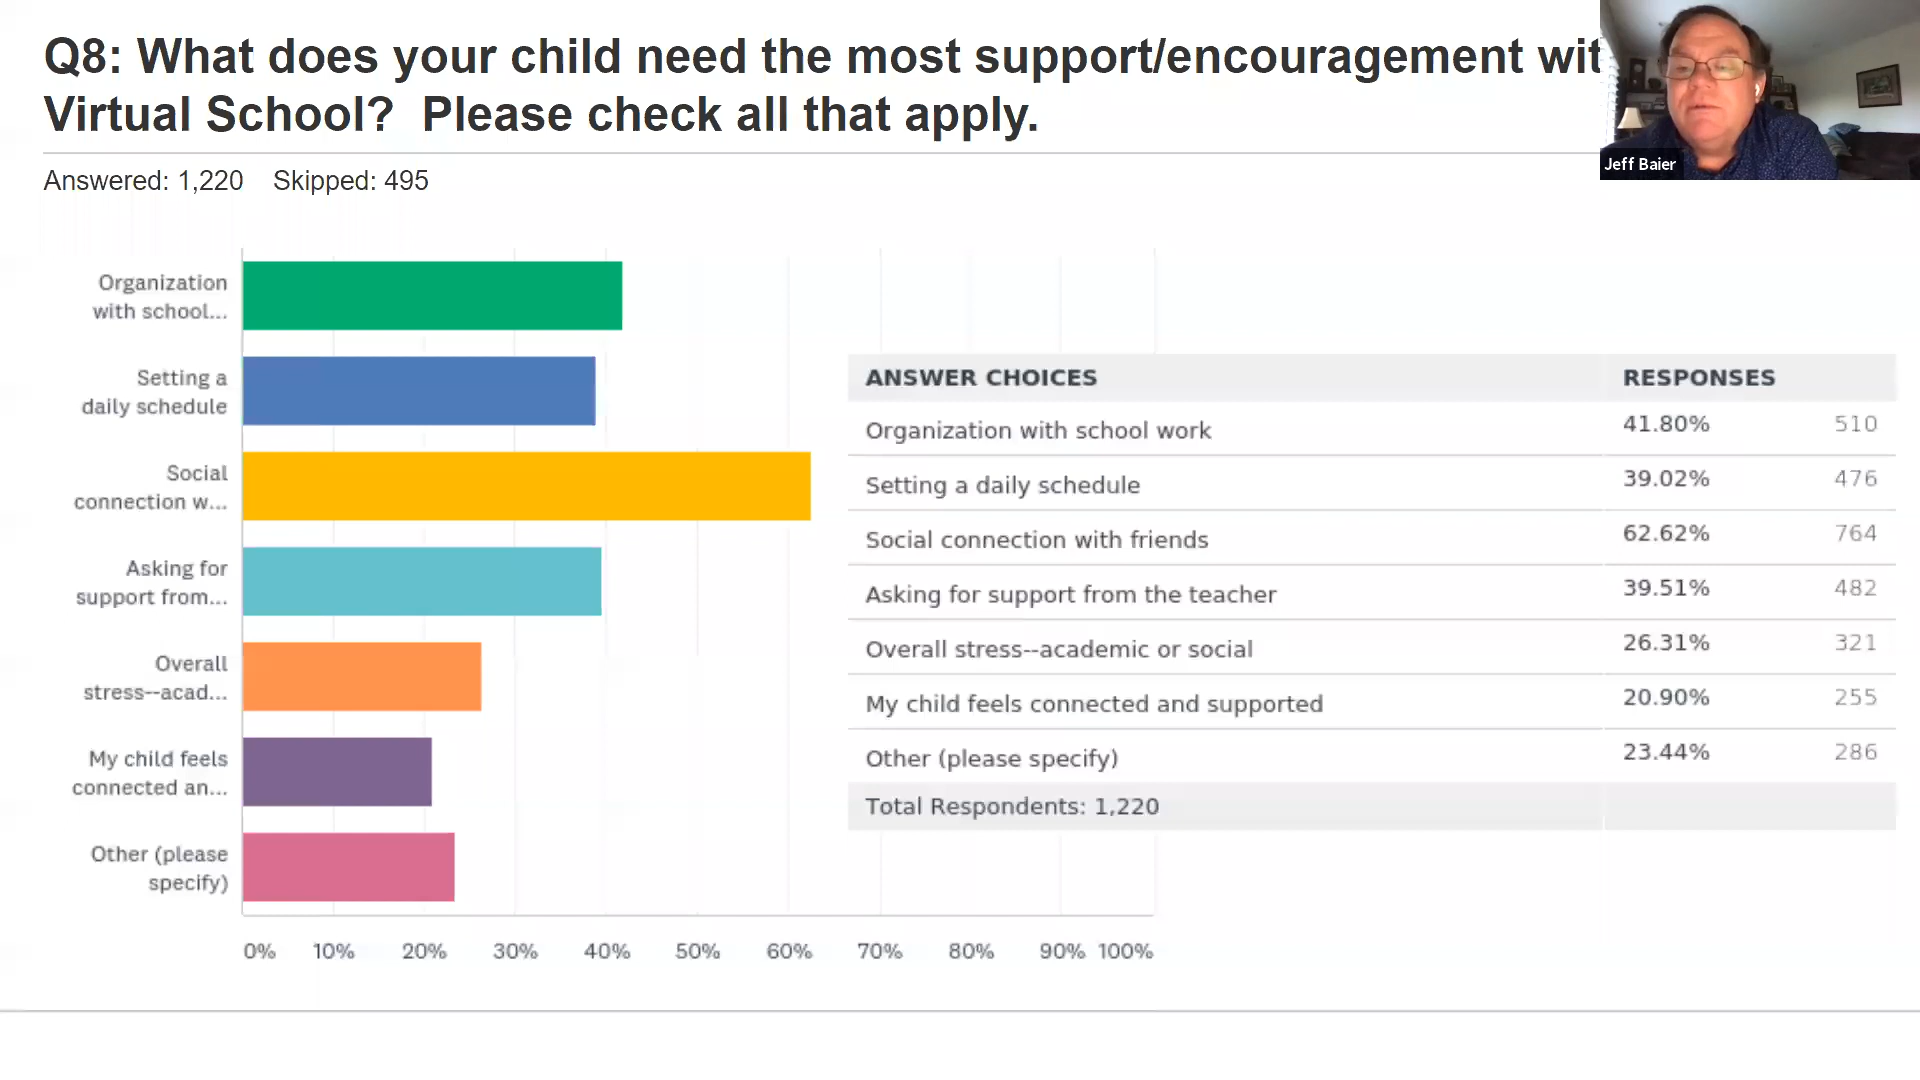 Q8: What does your child need the most support/encouragement wit
Virtual School? Please check all that apply.
Jeff Baier
Answered: 1,220 Skipped: 495
Organization
with school...
Setting a
daily schedule
Social
connection w...
Asking for
support from...
Overall
stress--acad...
My child feels
connected an...
Other (please
specify)
0% 10% 20% 30% 40% 50% 60% 70% 80% 90% 100%
ANSWER CHOICES RESPONSES
Organization with school work 41.80% 510
Setting a daily schedule 39.02% 476
Social connection with friends 62.62% 764
Asking for support from the teacher 39.51% 482
Overall stress--academic or social 26.31% 321
My child feels connected and supported 20.90% 255
Other (please specify) 23.44% 286
Total Respondents: 1,220